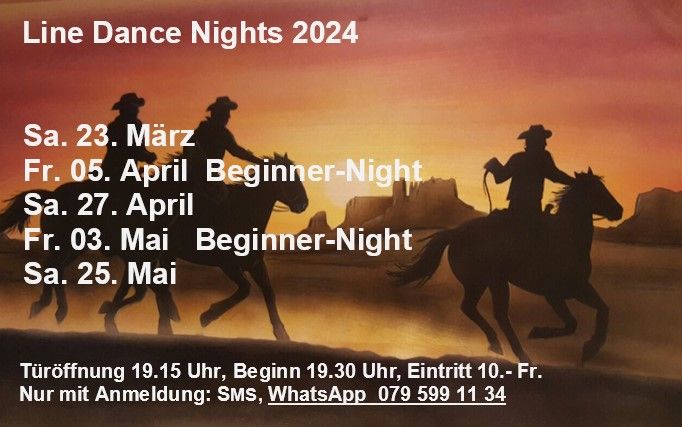 Line Dance Nights 2024
Sa. 23. März
Fr. 05. April Beginner-Night
Sa. 27. April
Fr. 03. Mai Beginner-Night
Sa. 25. Mai
Türöffnung 19.15 Uhr, Beginn 19.30 Uhr, Eintritt 10.- Fr.
Nur mit Anmeldung: SMS, WhatsApp 079 599 11 34